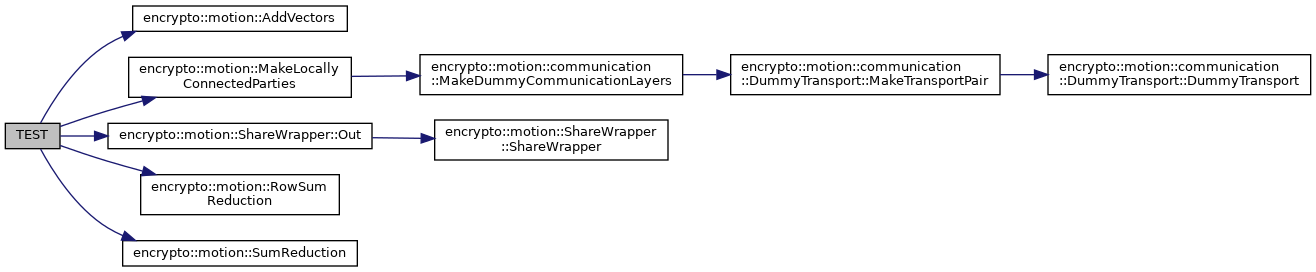 encrypto::motion::AddVectors
encrypto::motion::MakeLocally
ConnectedParties
encrypto::motion::communication
::MakeDummyCommunicationLayers
encrypto::motion::communication
::DummyTransport::MakeTransportPair
encrypto::motion::communication
::DummyTransport::DummyTransport
TEST
encrypto::motion::ShareWrapper::Out
encrypto::motion::ShareWrapper
::ShareWrapper
encrypto::motion::RowSum
Reduction
encrypto::motion::SumReduction